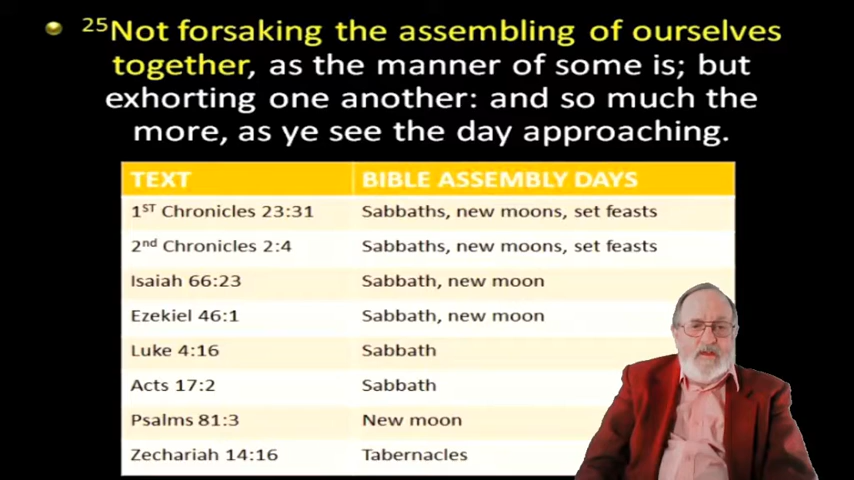 25Not forsaking the assembling of ourselves
together, as the manner of some is; but
exhorting one another: and so much the
more, as ye see the day approaching.
TEXT BIBLE ASSEMBLY DAYS
1ST Chronicles 23:31 Sabbaths, new moons, set feasts
2nd Chronicles 2:4 Sabbaths, new moons, set feasts
Isaiah 66:23 Sabbath, new moon
Ezekiel 46:1 Sabbath, new moon
Luke 4:16 Sabbath
Acts 17:2 Sabbath
Psalms 81:3 New moon
Zechariah 14:16 Tabernacles